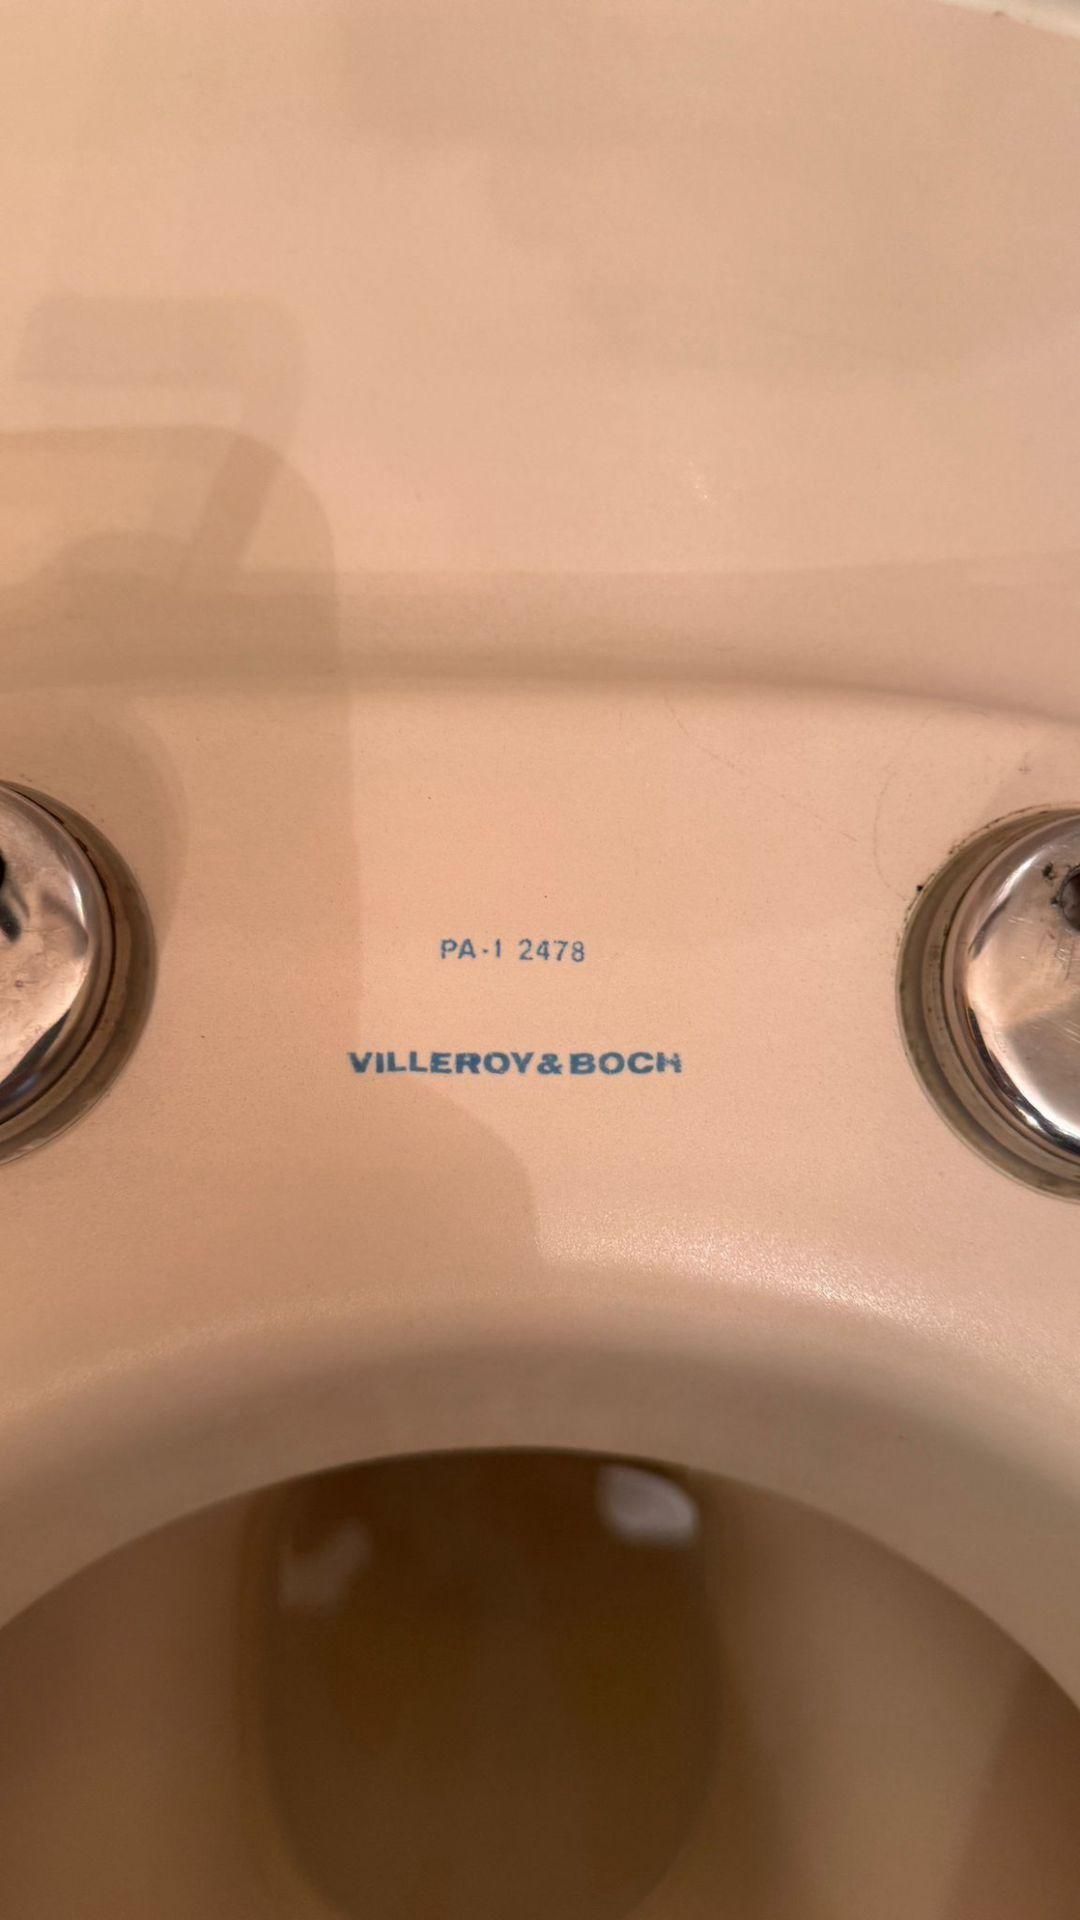 PA-1 2478
VILLEROY & BOCH